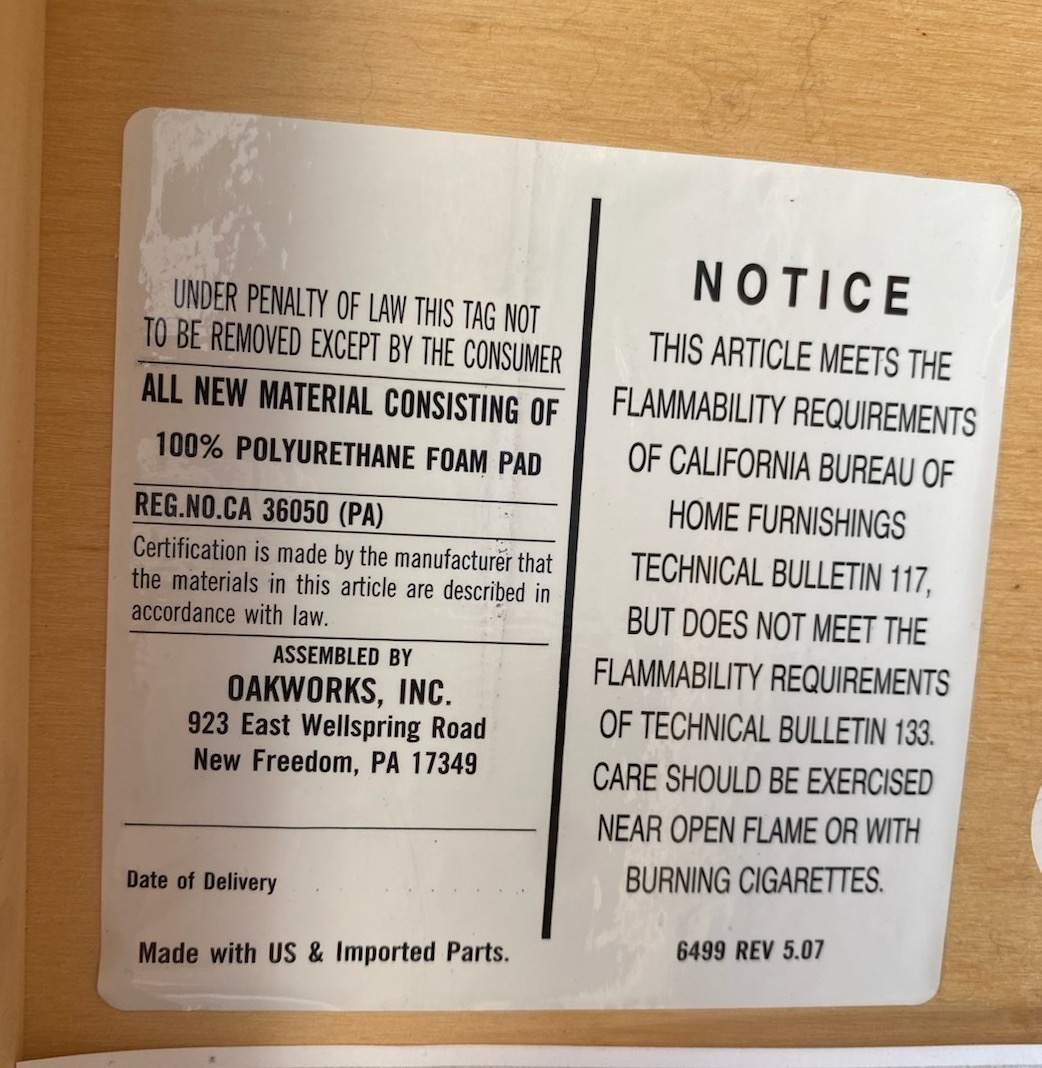 UNDER PENALTY OF LAW THIS TAG NOT
TO BE REMOVED EXCEPT BY THE CONSUMER
ALL NEW MATERIAL CONSISTING OF
100% POLYURETHANE FOAM PAD
REG.NO.CA 36050 (PA)
Certification is made by the manufacturer that
the materials in this article are described in
accordance with law.
ASSEMBLED BY
OAKWORKS, INC.
923 East Wellspring Road
New Freedom, PA 17349
Date of Delivery
Made with US & Imported Parts.
NOTICE
THIS ARTICLE MEETS THE
FLAMMABILITY REQUIREMENTS
OF CALIFORNIA BUREAU OF
HOME FURNISHINGS
TECHNICAL BULLETIN 117,
BUT DOES NOT MEET THE
FLAMMABILITY REQUIREMENTS
OF TECHNICAL BULLETIN 133.
CARE SHOULD BE EXERCISED
NEAR OPEN FLAME OR WITH
BURNING CIGARETTES.
6499 REV 5.07